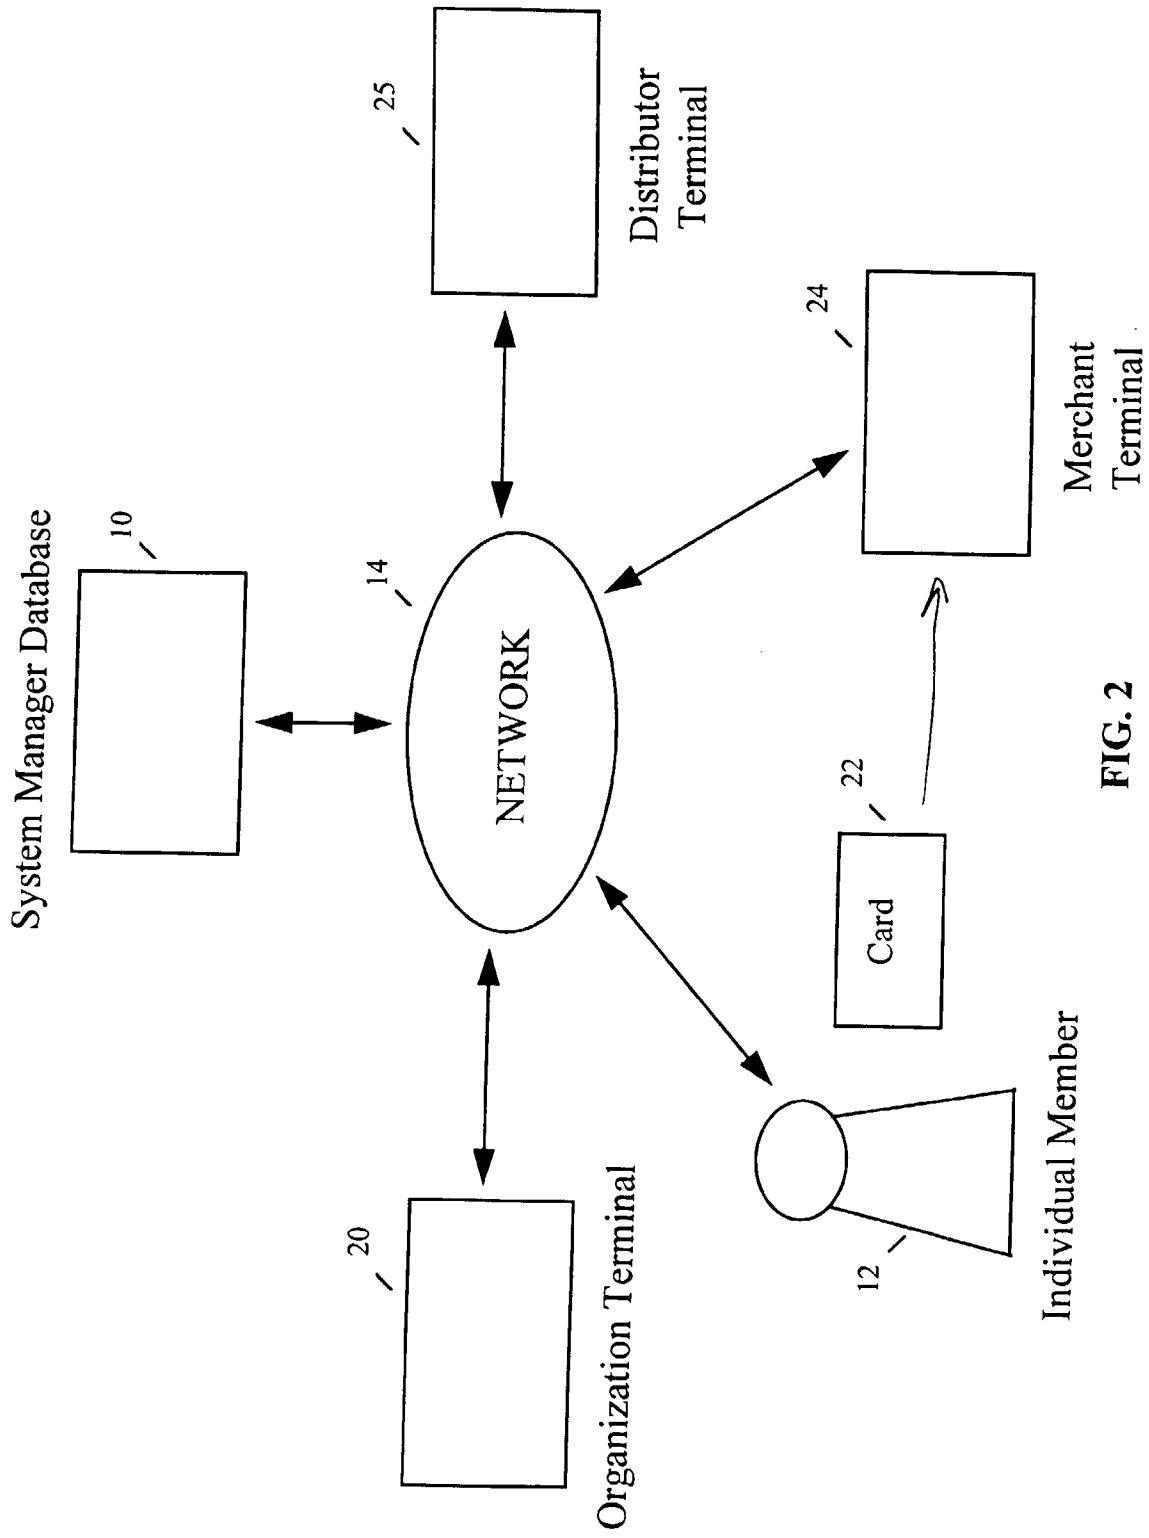 System Manager Database
10
14
NETWORK
20
Organization Terminal
25
Distributor
Terminal
12
Individual Member
Card
22
24
Merchant
Terminal
FIG. 2